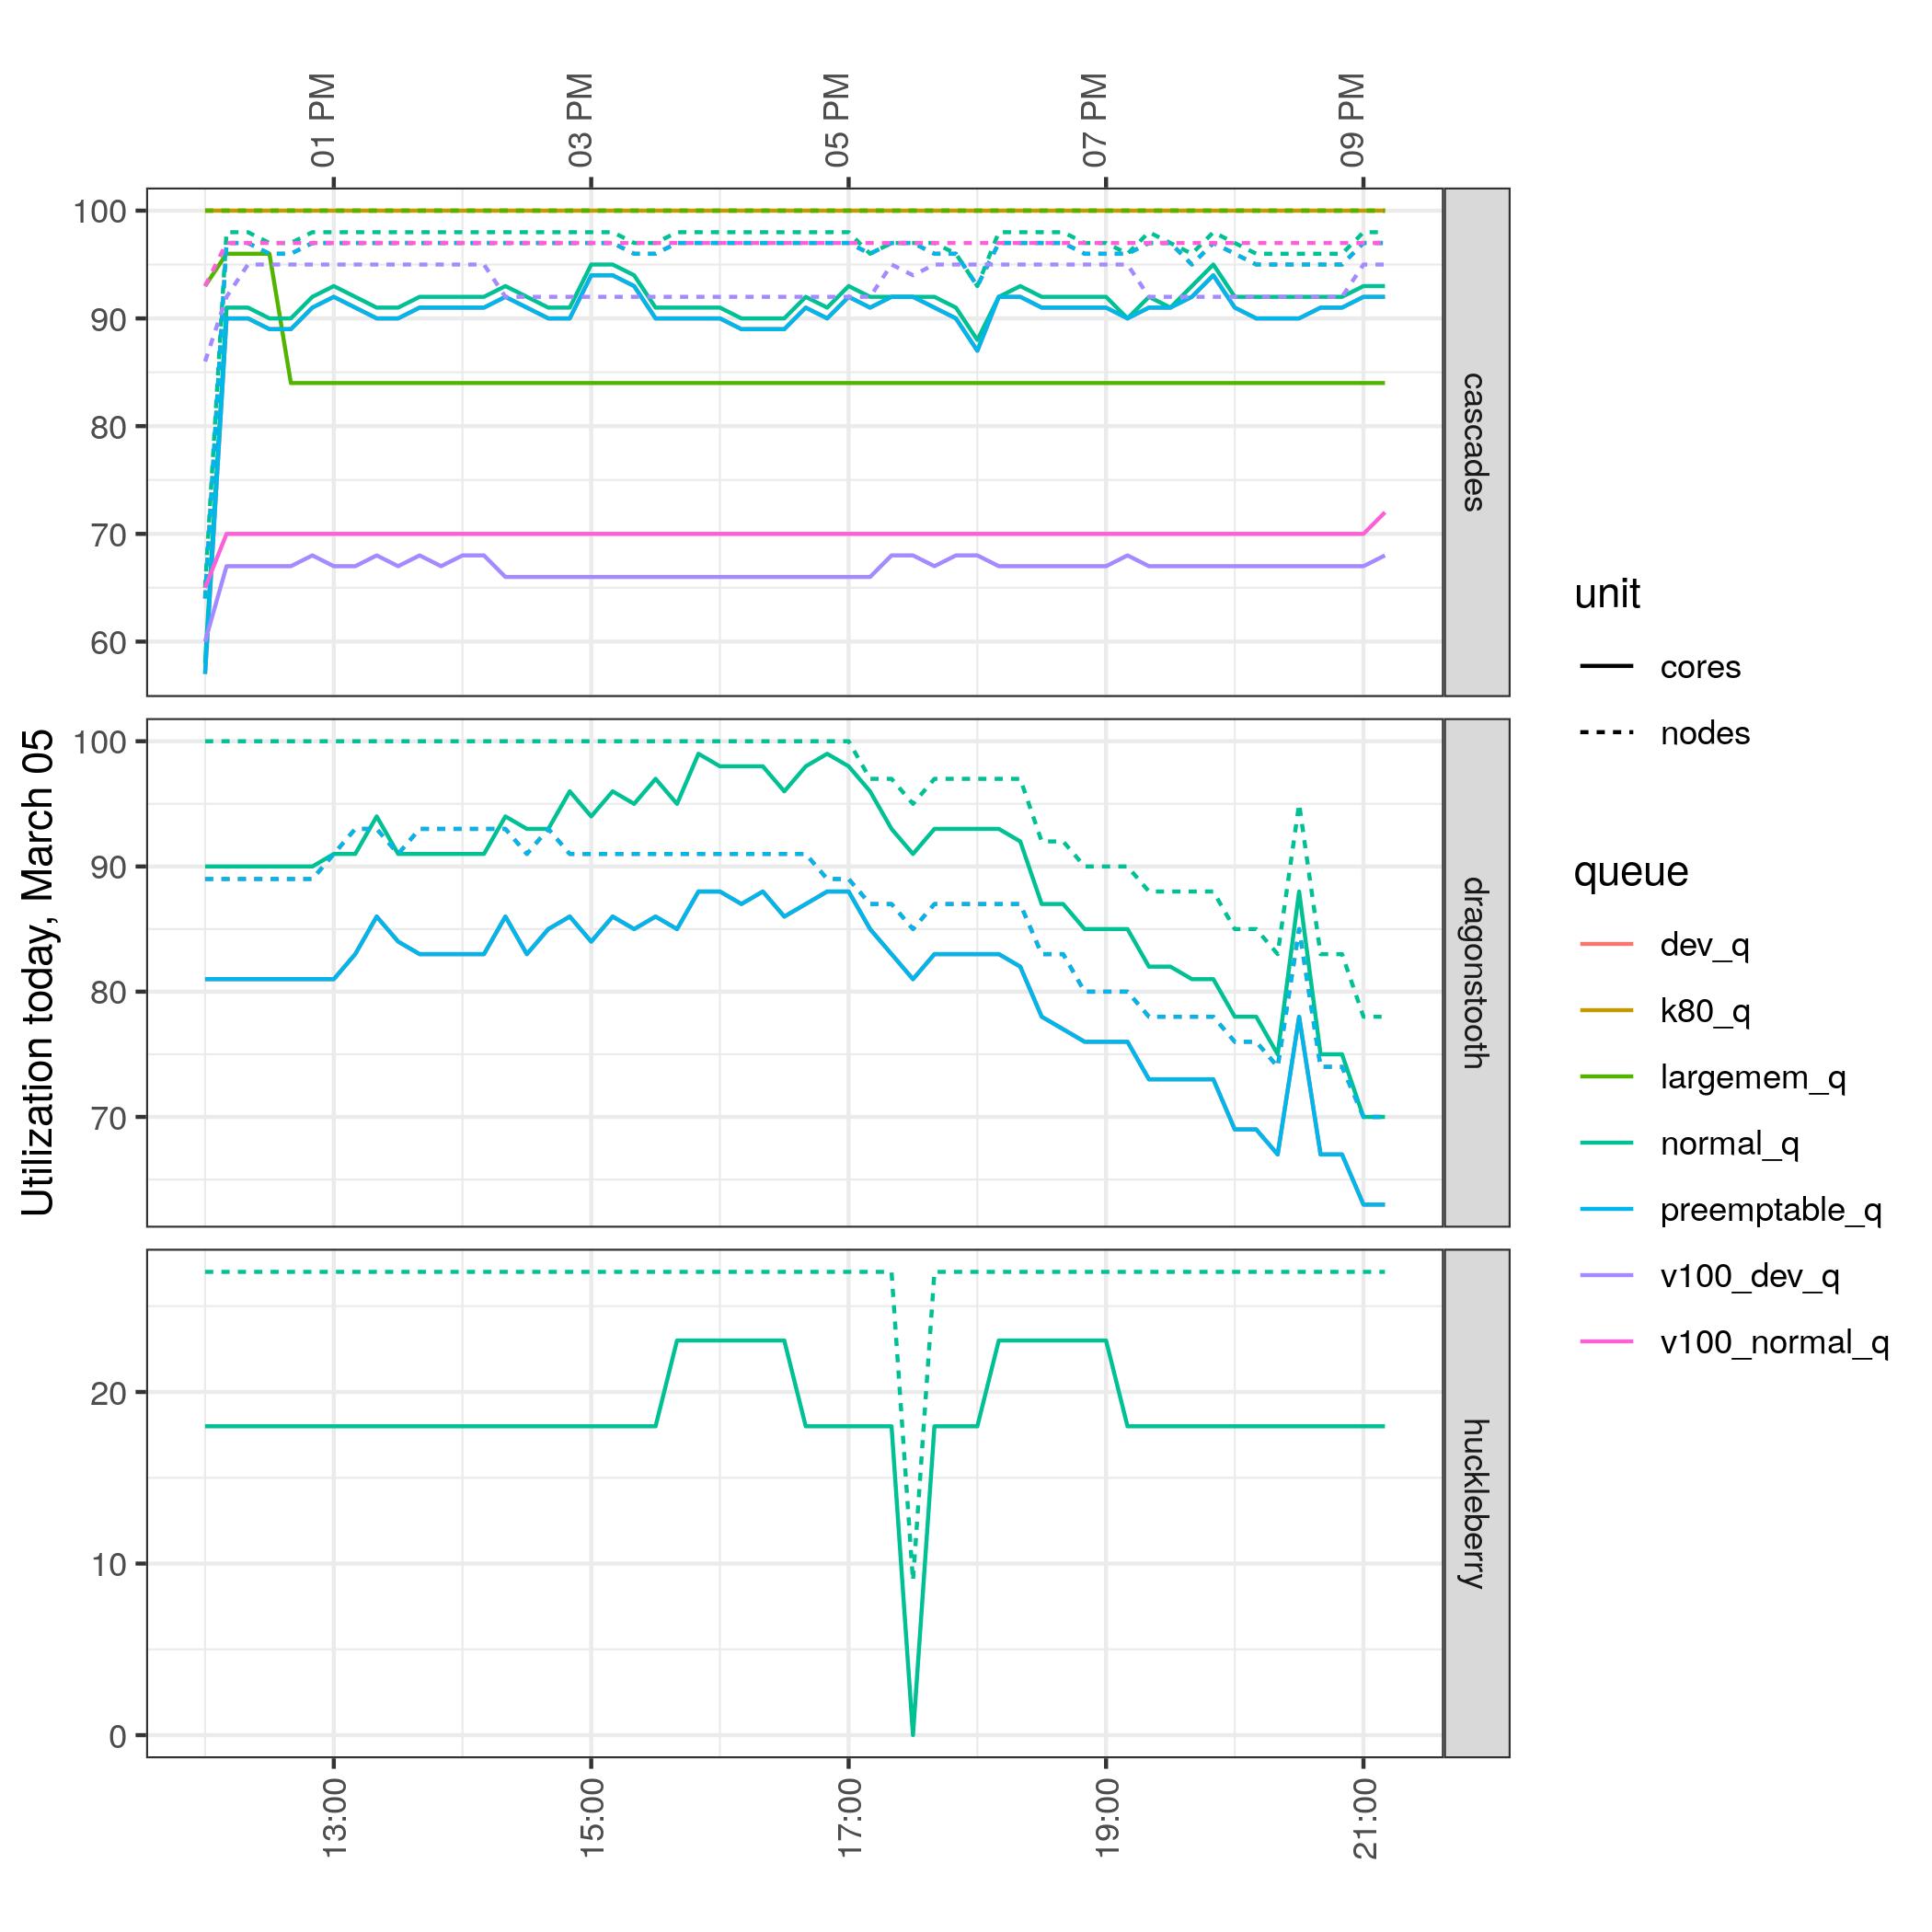 01 PM
03 PM
05 PM
07 PM
09 PM
100
90
80
70
60
cascades
Utilization today, March 05
100
90
80
70
dragonstooth
20
10
0
huckleberry
13:00
15:00
17:00
19:00
21:00
unit
cores
nodes
queue
dev_q
k80_q
largemem_q
normal_q
preemptable_q
v100_dev_q
v100_normal_q